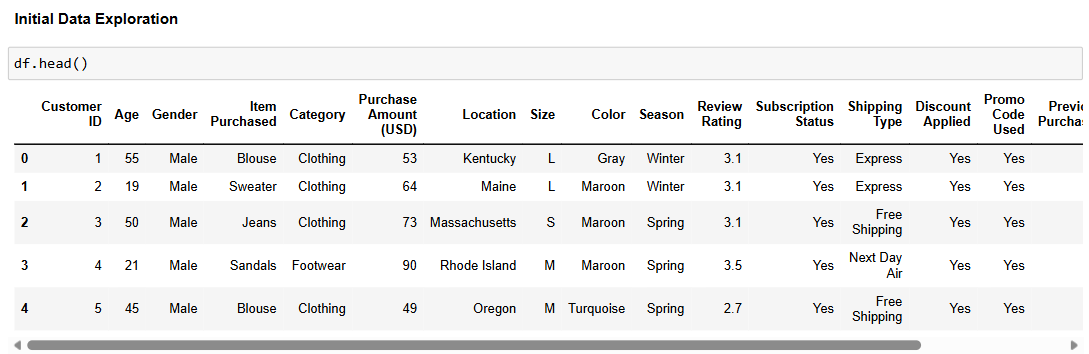 Initial Data Exploration
df.head()
Customer ID Age Gender Item Purchased Category Purchase Amount (USD) Location Size Color Season Review Rating Subscription Status Shipping Type Discount Applied Promo Code Used
0 1 55 Male Blouse Clothing 53 Kentucky L Gray Winter 3.1 Yes Express Yes Yes
1 2 19 Male Sweater Clothing 64 Maine L Maroon Winter 3.1 Yes Express Yes Yes
2 3 50 Male Jeans Clothing 73 Massachusetts S Maroon Spring 3.1 Yes Free Shipping Yes Yes
3 4 21 Male Sandals Footwear 90 Rhode Island M Maroon Spring 3.5 Yes Next Day Air Yes Yes
4 5 45 Male Blouse Clothing 49 Oregon M Turquoise Spring 2.7 Yes Free Shipping Yes Yes